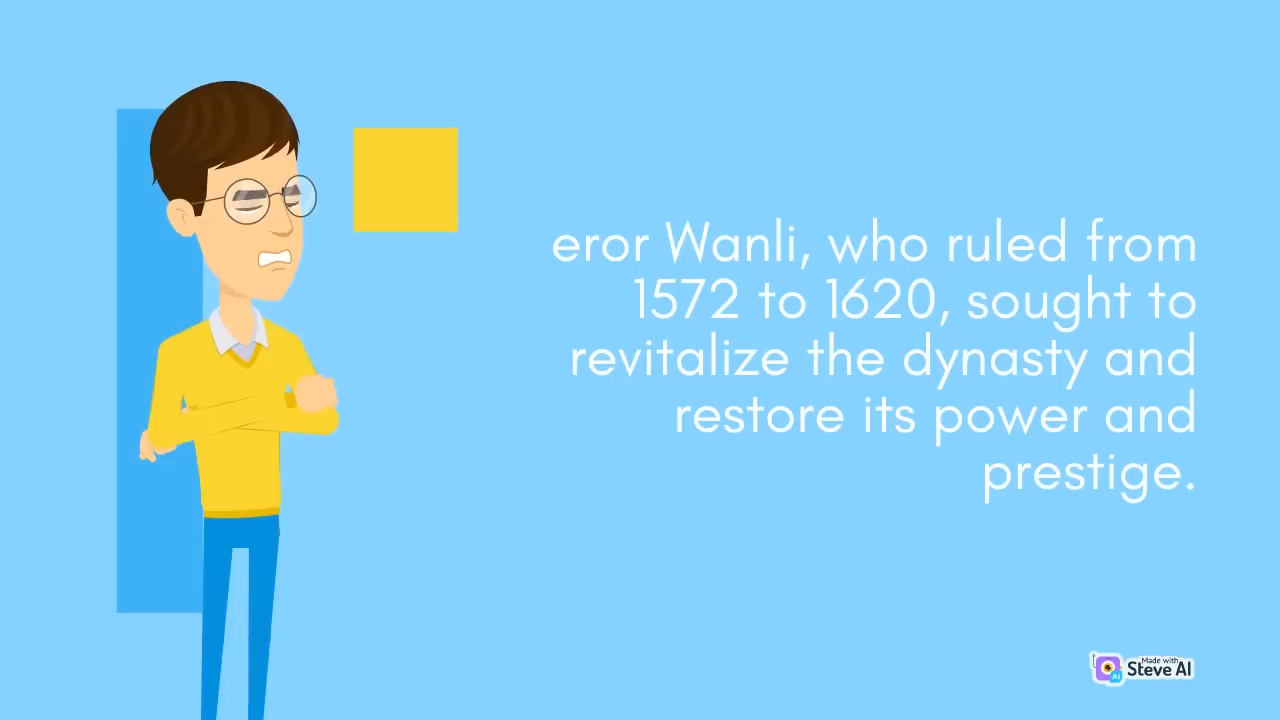 eror Wanli, who ruled from
1572 to 1620, sought to
revitalize the dynasty and
restore its power and
prestige.
Made with
Steve AI
AI